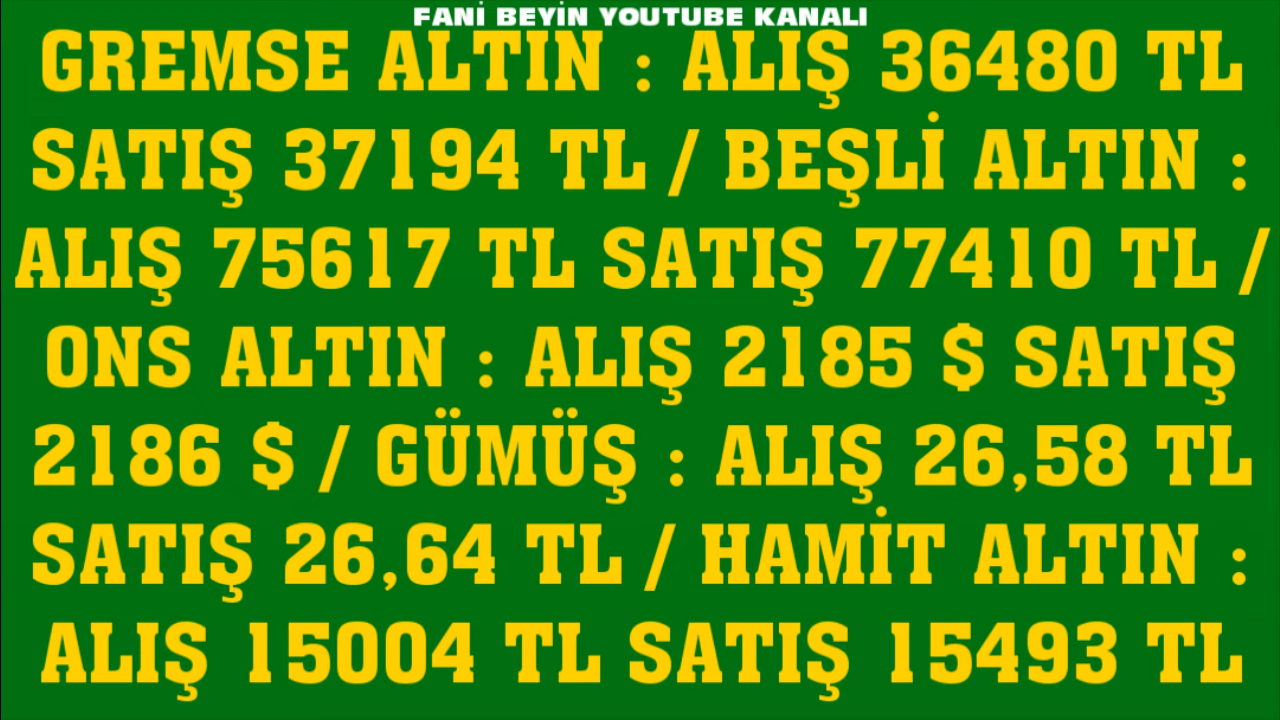 FANİ BEYİN YOUTUBE KANALI
GREMSE ALTIN : ALIŞ 36480 TL
SATIŞ 37194 TL / BEŞLİ ALTIN :
ALIŞ 75617 TL SATIŞ 77410 TL /
ONS ALTIN : ALIŞ 2185 $ SATIŞ
2186 $ / GÜMÜŞ : ALIŞ 26,58 TL
SATIŞ 26,64 TL / HAMİT ALTIN :
ALIŞ 15004 TL SATIŞ 15493 TL